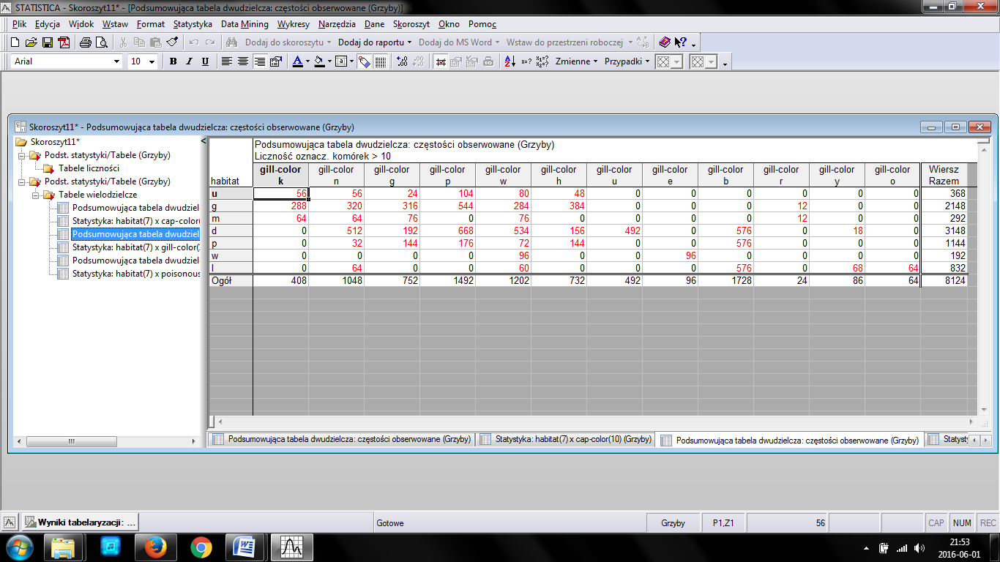 STATISTICA - Skoroszyt11* - [Podsumowująca tabela dwudzielcza: częstości obserwowane (Grzyby)]
Plik Edycja Widok Wstaw Format Statystyka Data Mining Wykresy Narzędzia Dane Skoroszyt Okno Pomoc
Dodaj do skoroszytu Dodaj do raportu Dodaj do MS Word Wstaw do przestrzeni roboczej
Arial 10 B I U Zmienne Przypadki
Skoroszyt11* - Podsumowująca tabela dwudzielcza: częstości obserwowane (Grzyby)
Skoroszyt11*
Podst. statystyki/Tabele (Grzyby)
Tabele liczności
Podst. statystyki/Tabele (Grzyby)
Tabele wielodzielcze
Podsumowująca tabela dwudziel
Statystyka: habitat(7) x cap-color(
Podsumowująca tabela dwudziel
Statystyka: habitat(7) x gill-color(
Podsumowująca tabela dwudziel
Statystyka: habitat(7) x poisonous
Podsumowująca tabela dwudzielcza: częstości obserwowane (Grzyby)
Liczność oznacz. komórek > 10
gill-color gill-color gill-color gill-color gill-color gill-color gill-color gill-color gill-color gill-color gill-color gill-color Wiersz
habitat k n g p w h u e b r y o Razem
u 56 56 24 104 80 48 0 0 0 0 0 0 368
g 288 320 316 544 284 384 0 0 0 12 0 0 2148
m 64 64 76 0 76 0 0 0 0 12 0 0 292
d 0 512 192 668 534 156 492 0 576 0 18 0 3148
p 0 32 144 176 72 144 0 0 576 0 0 0 1144
w 0 0 0 0 96 0 0 96 0 0 0 0 192
l 0 64 0 0 60 0 0 0 576 0 68 64 832
Ogół 408 1048 752 1492 1202 732 492 96 1728 24 86 64 8124
Podsumowująca tabela dwudzielcza: częstości obserwowane (Grzyby) Statystyka: habitat(7) x cap-color(10) (Grzyby) Podsumowująca tabela dwudzielcza: częstości obserwowane (Grzyby) Statyst
Wyniki tabelaryzacji: ... Gotowe Grzyby P1,Z1 56 CAP NUM REC
21:53
2016-06-01